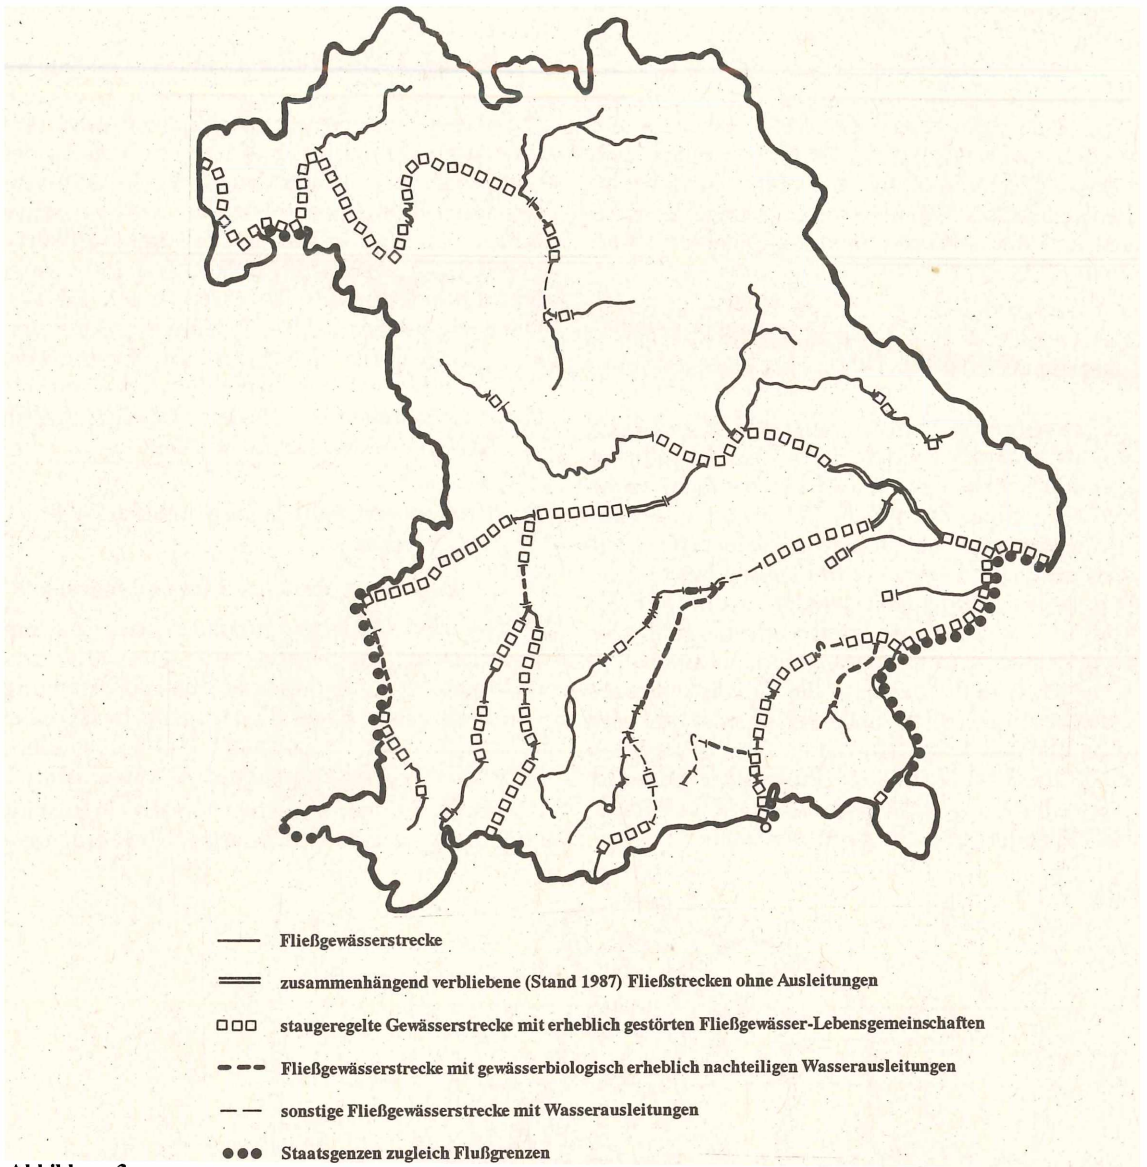 Fließgewässerstrecke
zusammenhängend verbliebene (Stand 1987) Fließstrecken ohne Ausleitungen
staugeregelte Gewässerstrecke mit erheblich gestörten Fließgewässer-Lebensgemeinschaften
Fließgewässerstrecke mit gewässerbiologisch erheblich nachteiligen Wasserausleitungen
sonstige Fließgewässerstrecke mit Wasserausleitungen
Staatsgenzen zugleich Flußgrenzen